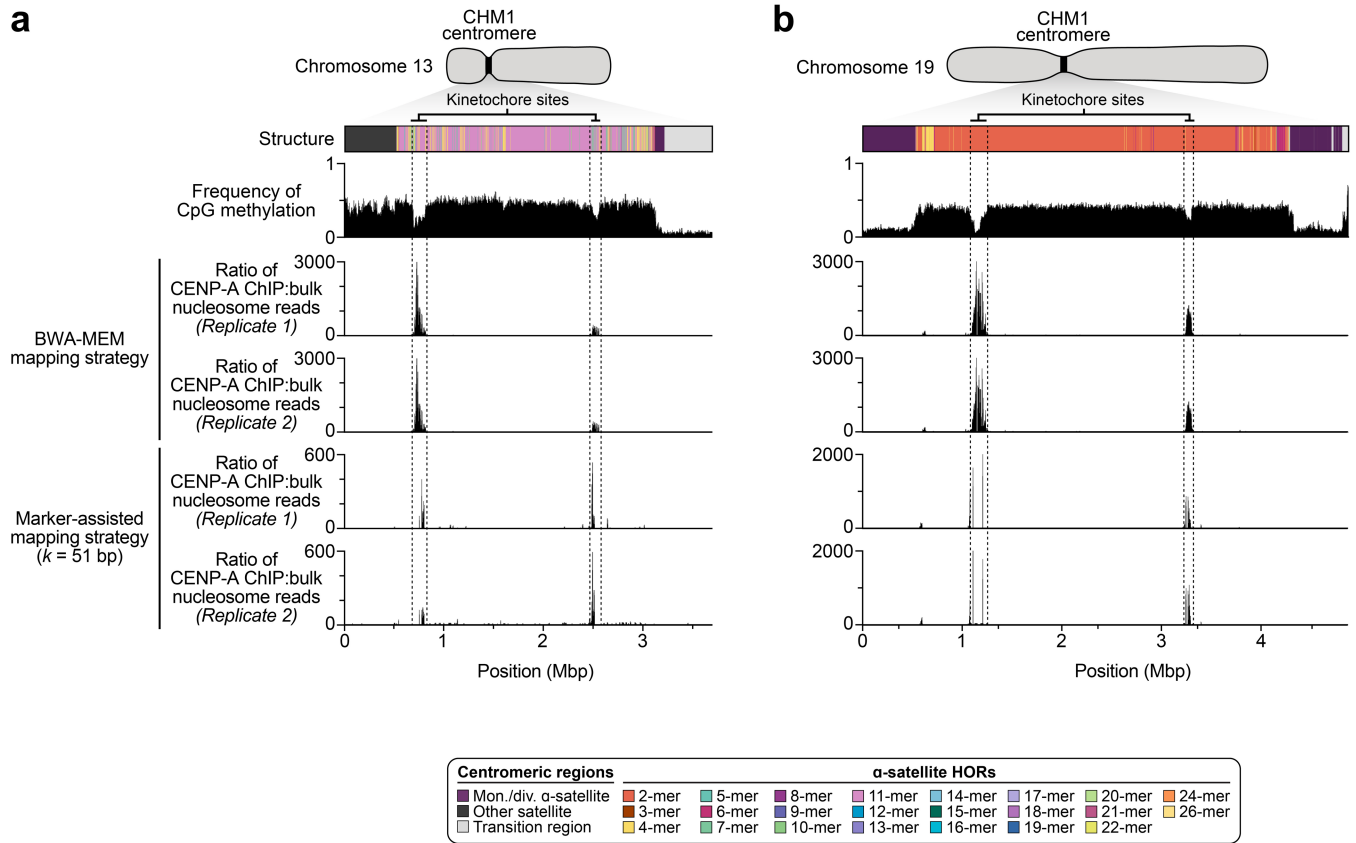 a
CHM1
centromere
Chromosome 13
Kinetochore sites
Structure
1
Frequency of
CpG methylation
0
BWA-MEM
mapping strategy
3000
Ratio of
CENP-A ChIP:bulk
nucleosome reads
(Replicate 1)
0
3000
Ratio of
CENP-A ChIP:bulk
nucleosome reads
(Replicate 2)
0
Marker-assisted
mapping strategy
(k = 51 bp)
600
Ratio of
CENP-A ChIP:bulk
nucleosome reads
(Replicate 1)
0
600
Ratio of
CENP-A ChIP:bulk
nucleosome reads
(Replicate 2)
0
0 1 2 3
Position (Mbp)
b
CHM1
centromere
Chromosome 19
Kinetochore sites
1
0
3000
0
3000
0
2000
0
2000
0
0 1 2 3 4
Position (Mbp)
Centromeric regions
Mon./div. α-satellite
Other satellite
Transition region
α-satellite HORs
2-mer 5-mer 8-mer 11-mer 14-mer 17-mer 20-mer 24-mer
3-mer 6-mer 9-mer 12-mer 15-mer 18-mer 21-mer 26-mer
4-mer 7-mer 10-mer 13-mer 16-mer 19-mer 22-mer